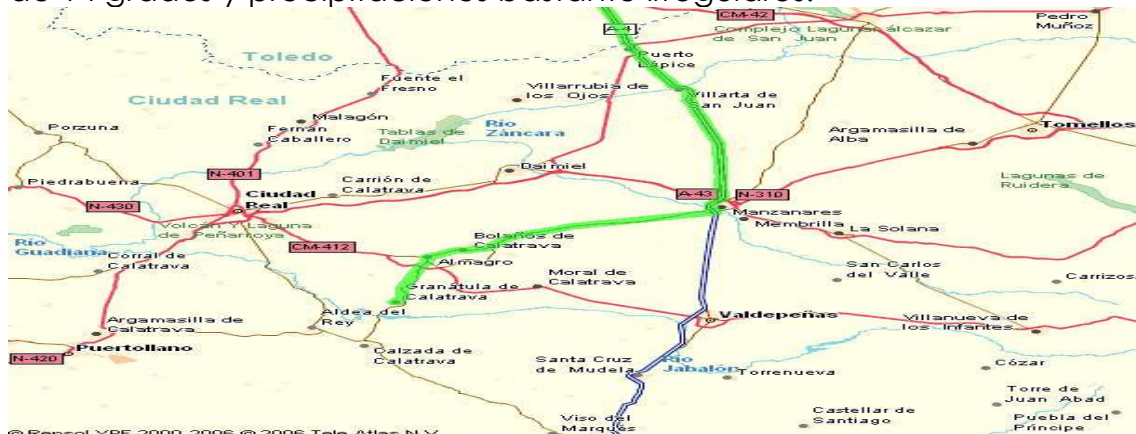 de 14 grados y precipitaciones bastante irregulares.
A-4
CM-42
Pedro
Muñoz
Complejo Lagunar alcázar
de San Juan
Toledo
Puerto
Lápice
Fuente el
Fresno
Villarrubia de
los Ojos
Villarta de
San Juan
Ciudad Real
Malagón
Porzuna
Fernán
Caballero
Tablas de
Daimiel
Río
Záncara
Argamasilla de
Alba
Tomellos
Daimiel
N-401
Piedrabuena
Carrión de
Calatrava
Ciudad
Real
A-43
N-310
Lagunas de
Ruidera
N-430
Manzanares
Membrilla
La Solana
Volcán Y Laguna
de Peñarroya
Bolaños de
Calatrava
Río
Guadiana
CM-412
Corral de
Calatrava
Almagro
Moral de
Calatrava
San Carlos
del Valle
Carrizos
Granátula de
Calatrava
Aldea del
Rey
Argamasilla de
Calatrava
Valdepeñas
Villanueva de
los Infantes
Puertollano
N-420
Calzada de
Calatrava
Santa Cruz
de Mudela
Río
Jabalón
Torrenueva
Cózar
Torre de
Juan Abad
Castellar de
Santiago
Puebla del
Príncipe
Viso del
Marqués
© Repsol YPF 2000-2006 © 2006 Tele Atlas N.V.